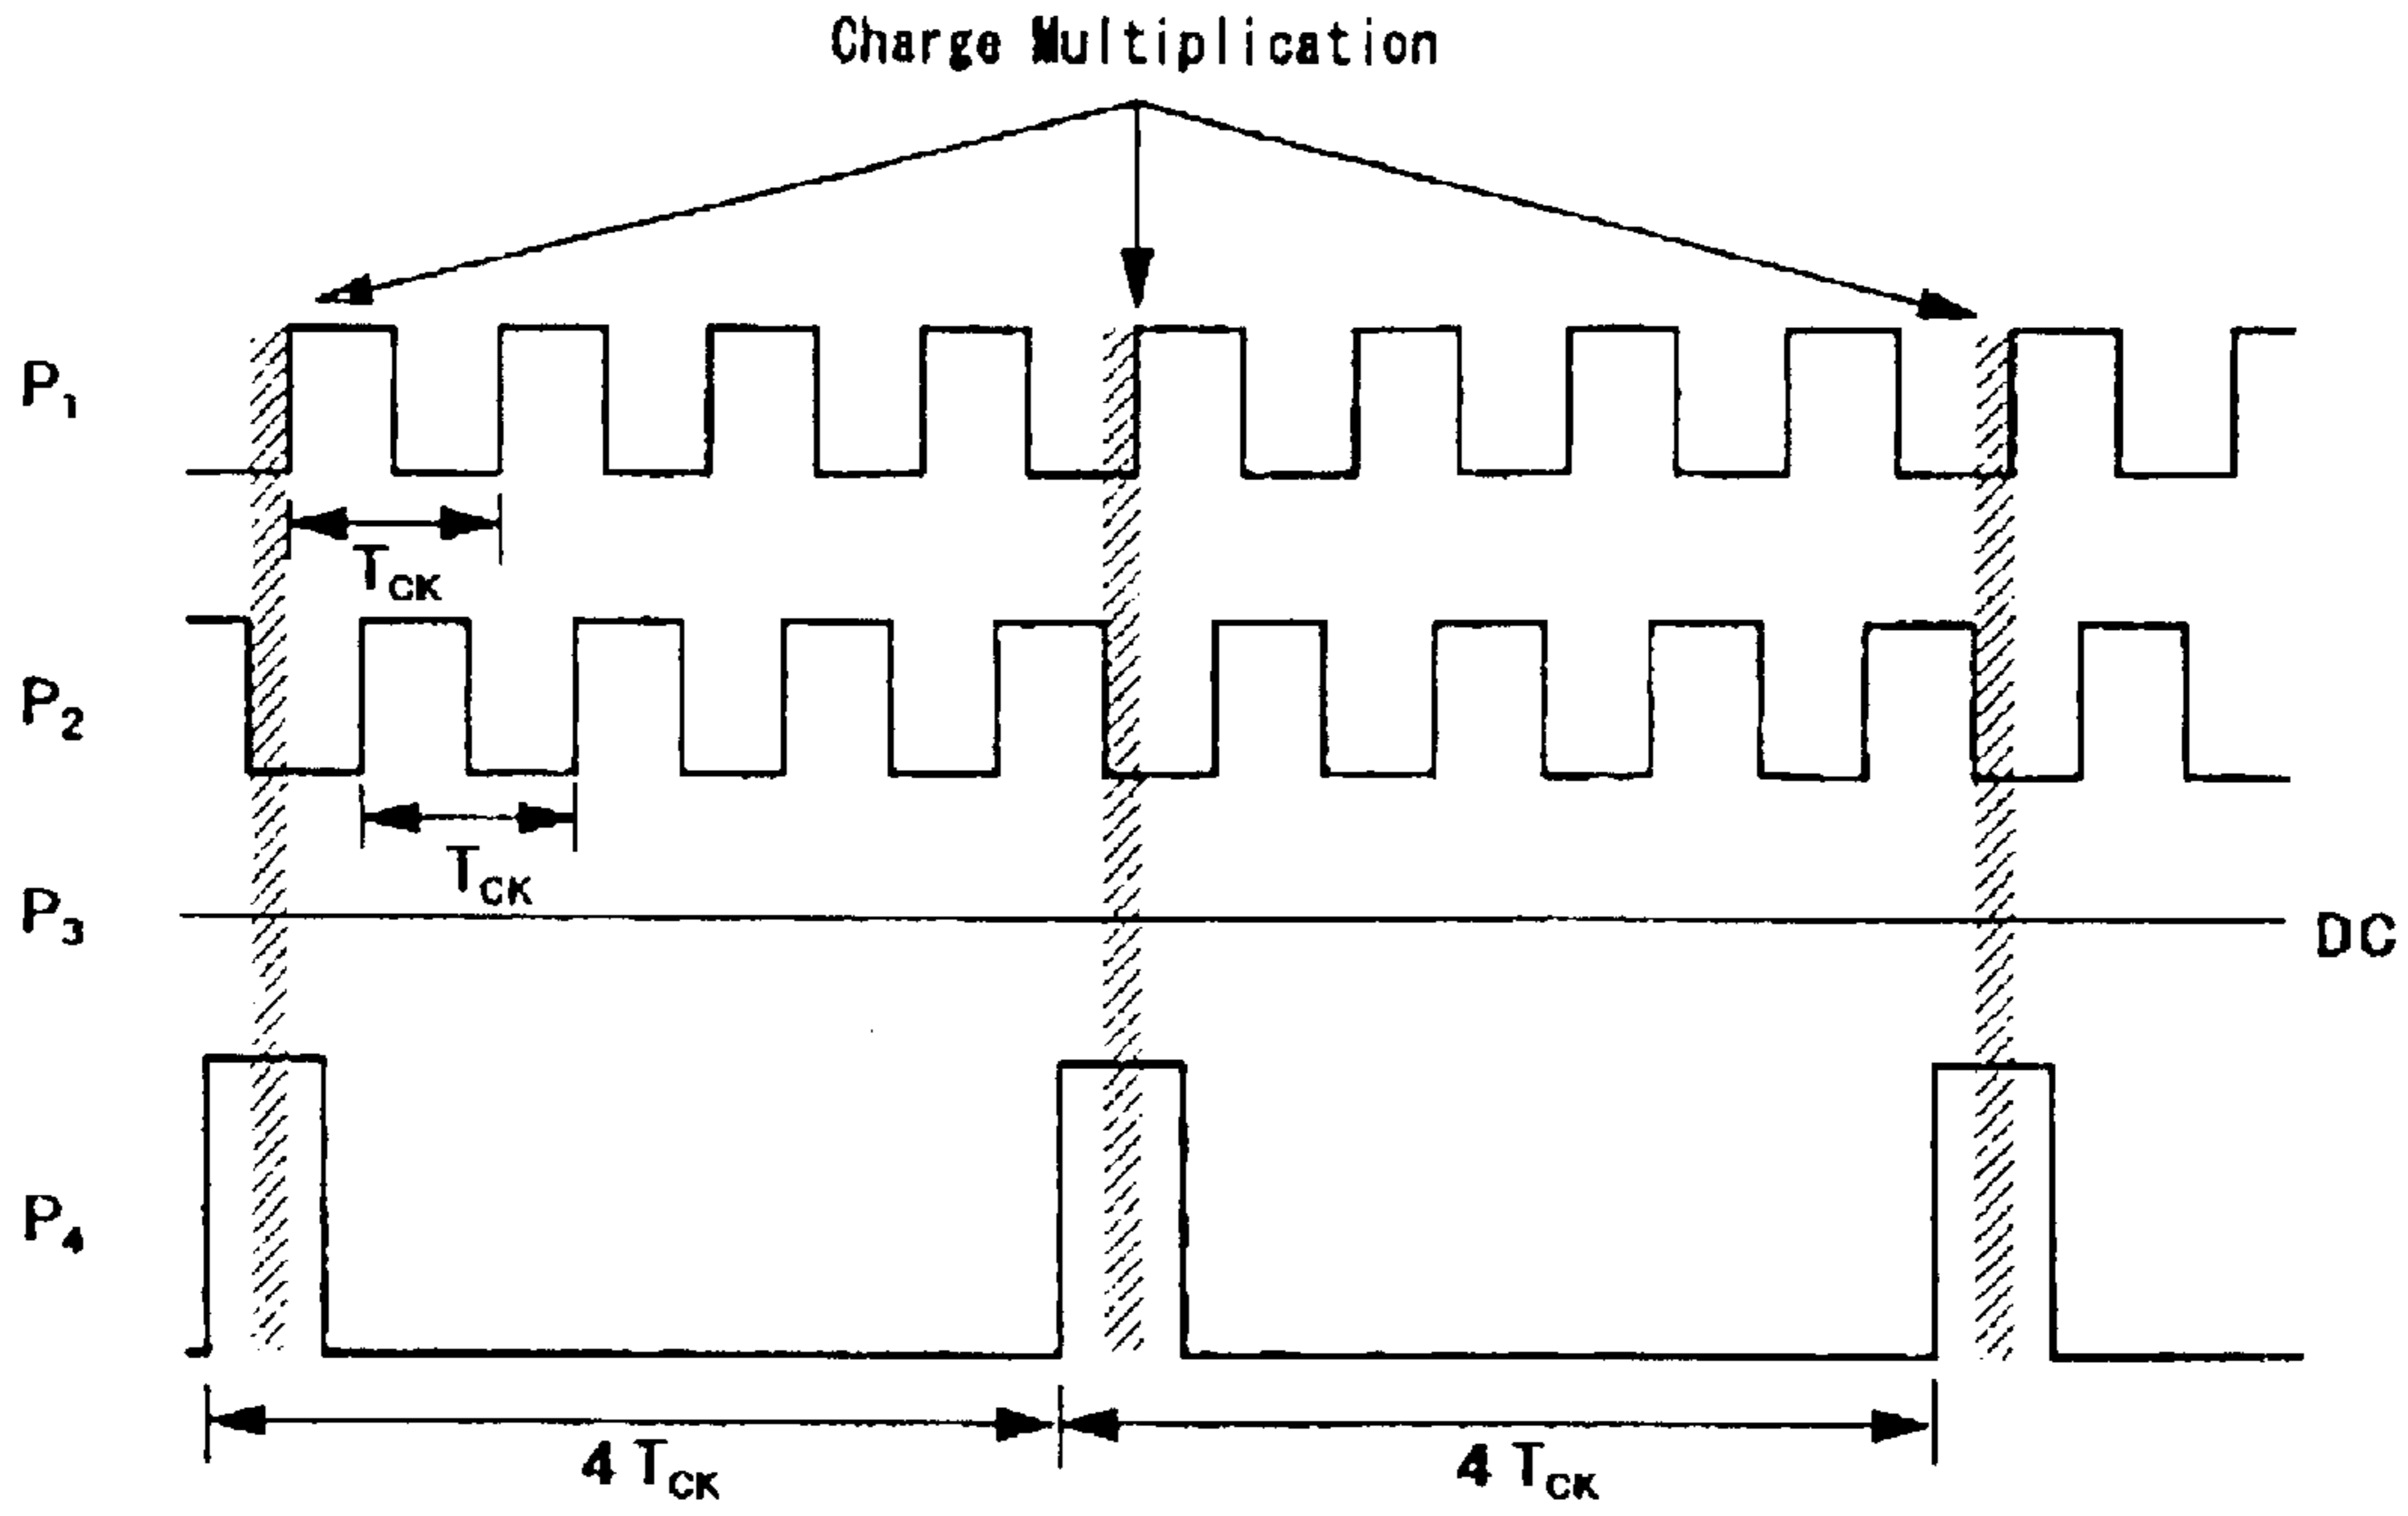 Charge Multiplication
P1
TCK
P2
TCK
P3
DC
P4
4 TCK
4 TCK